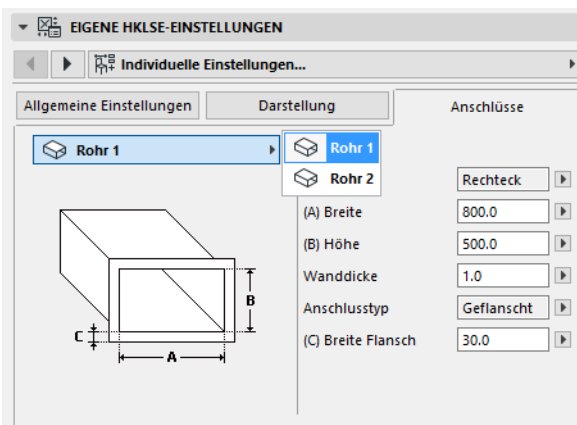 EIGENE HKLSE-EINSTELLUNGEN
Individuelle Einstellungen...
Allgemeine Einstellungen
Darstellung
Anschlüsse
Rohr 1
Rohr 1
Rohr 2
Rechteck
(A) Breite 800.0
(B) Höhe 500.0
Wanddicke 1.0
Anschlusstyp Geflanscht
(C) Breite Flansch 30.0
B
C
A